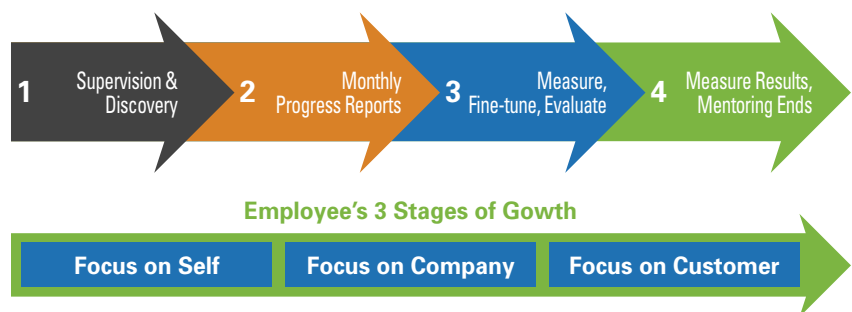 1
Supervision &
Discovery
2
Monthly
Progress Reports
3
Measure,
Fine-tune, Evaluate
4
Measure Results,
Mentoring Ends
Employee’s 3 Stages of Gowth
Focus on Self
Focus on Company
Focus on Customer